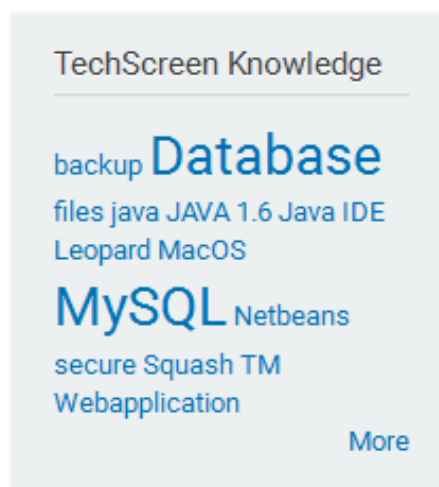 TechScreen Knowledge
backup Database
files java JAVA 1.6 Java IDE
Leopard MacOS
MySQL Netbeans
secure Squash TM
Webapplication
More